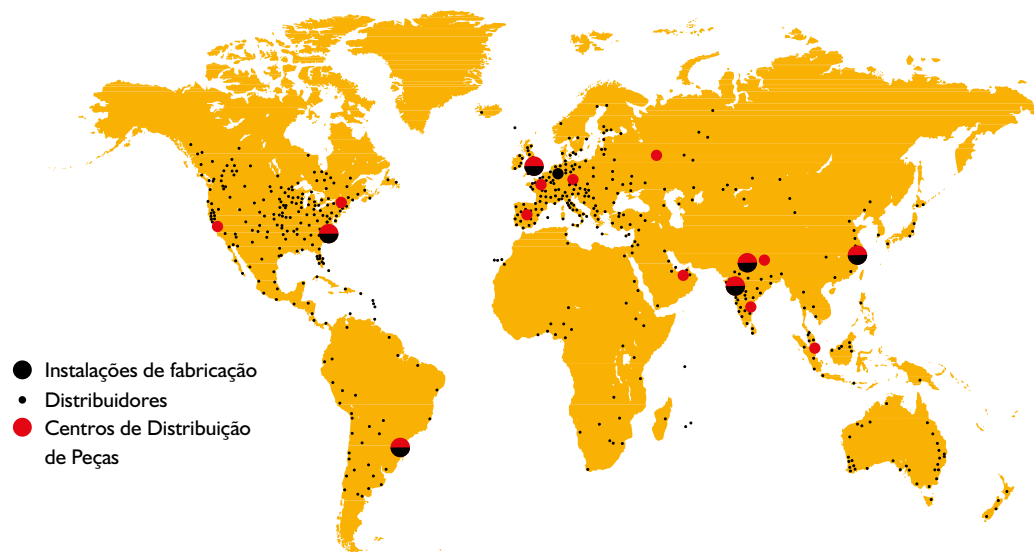 Instalações de fabricação
Distribuidores
Centros de Distribuição
de Peças